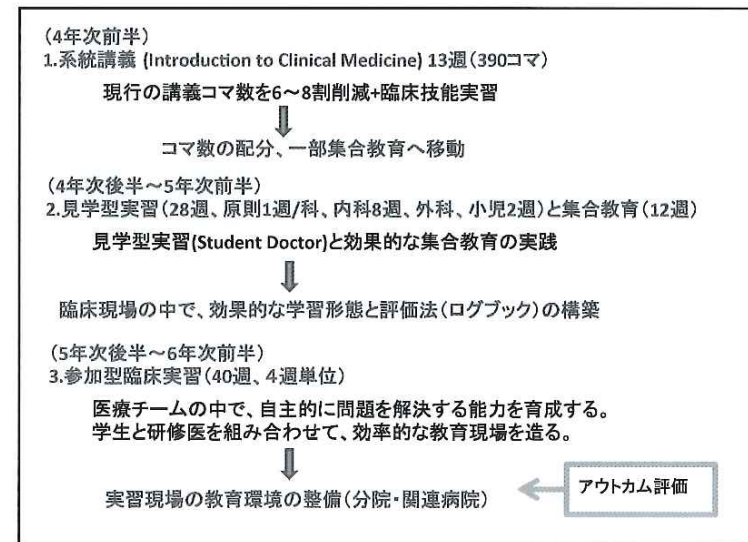 (4年次前半)
1.系統講義 (Introduction to Clinical Medicine) 13週(390コマ)
現行の講義コマ数を6～8割削減+臨床技能実習
コマ数の配分、一部集合教育へ移動
(4年次後半～5年次前半)
2.見学型実習(28週、原則1週/科、内科8週、外科、小児2週)と集合教育(12週)
見学型実習(Student Doctor)と効果的な集合教育の実践
臨床現場の中で、効果的な学習形態と評価法(ログブック)の構築
(5年次後半～6年次前半)
3.参加型臨床実習(40週、4週単位)
医療チームの中で、自主的に問題を解決する能力を育成する。
学生と研修医を組み合わせて、効率的な教育現場を造る。
実習現場の教育環境の整備(分院・関連病院)
アウトカム評価